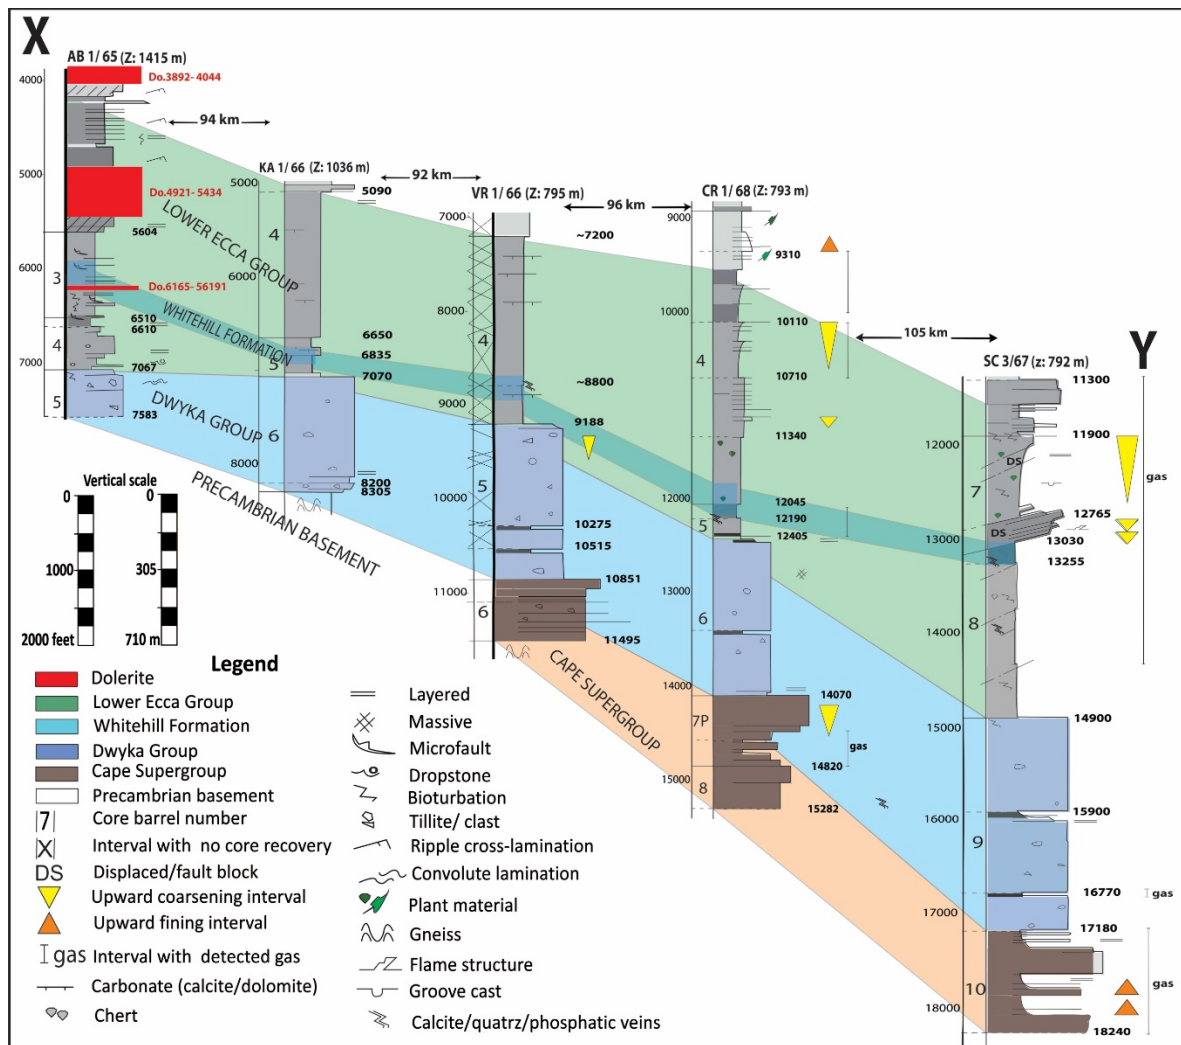 X
Y
AB 1/65 (Z: 1415 m)
4000
5000
6000
7000
3
4
5
Do.3892- 4044
Do.4921- 5434
5604
Do.6165- 56191
6510
6610
7067
7583
94 km
KA 1/ 66 (Z: 1036 m)
5000
6000
8000
4
5
6
5090
6650
6835
7070
8200
8305
92 km
VR 1/66 (Z: 795 m)
7000
8000
9000
10000
11000
4
5
6
~7200
~8800
9188
10275
10515
10851
11495
96 km
CR 1/ 68 (Z: 793 m)
9000
10000
12000
13000
14000
15000
4
5
6
7P
8
9310
10110
10710
11340
12045
12190
12405
14070
gas
14820
15282
105 km
SC 3/67 (z: 792 m)
12000
13000
14000
15000
16000
17000
18000
7
8
9
10
DS
DS
11300
11900
gas
12765
13030
13255
14900
15900
16770
gas
17180
gas
18240
LOWER ECCA GROUP
WHITEHILL FORMATION
DWYKA GROUP
PRECAMBRIAN BASEMENT
CAPE SUPERGROUP
Vertical scale
0
1000
2000 feet
0
305
710 m
Legend
Dolerite
Lower Ecca Group
Whitehill Formation
Dwyka Group
Cape Supergroup
Precambrian basement
7 Core barrel number
X Interval with no core recovery
DS Displaced/fault block
Upward coarsening interval
Upward fining interval
gas Interval with detected gas
Carbonate (calcite/dolomite)
Chert
Layered
Massive
Microfault
Dropstone
Bioturbation
Tillite/ clast
Ripple cross-lamination
Convolute lamination
Plant material
Gneiss
Flame structure
Groove cast
Calcite/quatrz/phosphatic veins